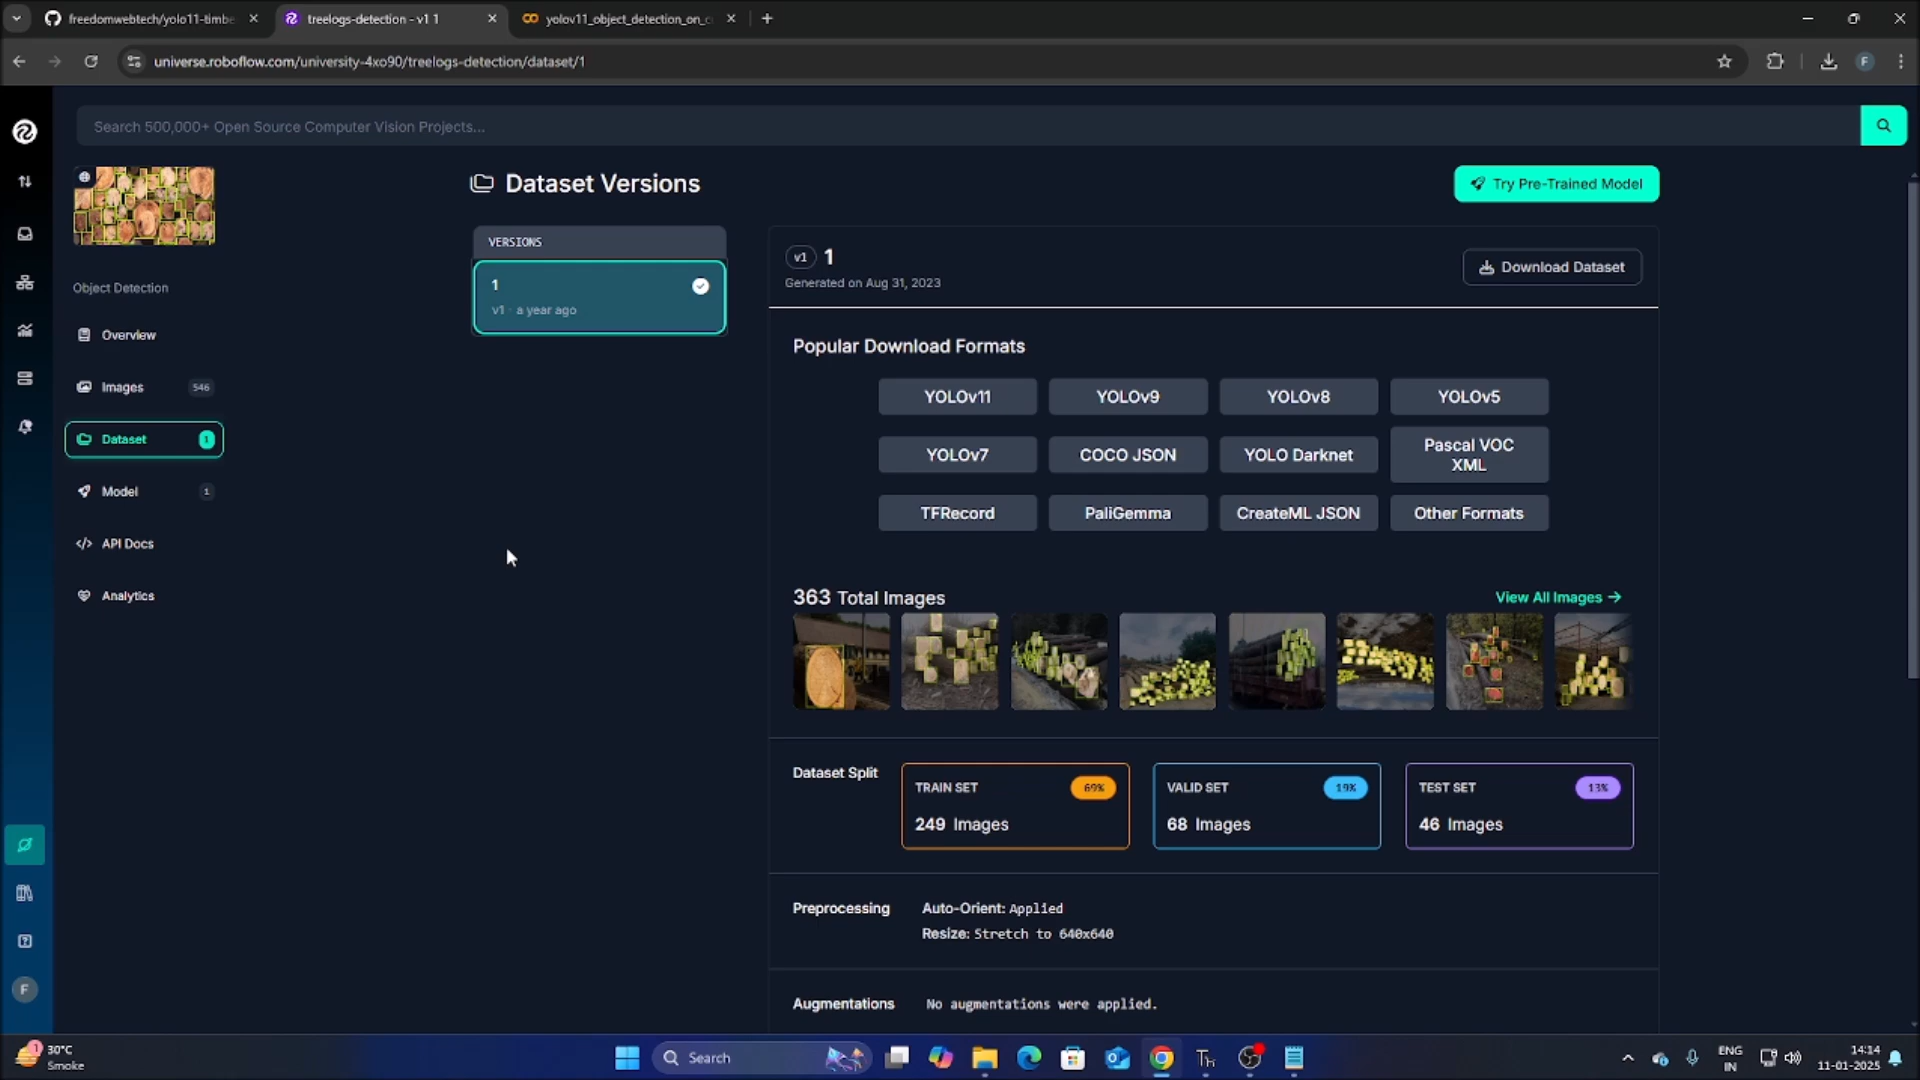 freedomwebtech/yolo11-timbe
treelogs-detection - v1 1
yolov11_object_detection_on_c
universe.roboflow.com/university-4xo90/treelogs-detection/dataset/1
F
Search 500,000+ Open Source Computer Vision Projects...
Object Detection
Overview
Images 546
Dataset 1
Model 1
API Docs
Analytics
F
Dataset Versions
Try Pre-Trained Model
VERSIONS
1
v1 · a year ago
v1 1
Generated on Aug 31, 2023
Download Dataset
Popular Download Formats
YOLOv11 YOLOv9 YOLOv8 YOLOv5
YOLOv7 COCO JSON YOLO Darknet Pascal VOC XML
TFRecord PaliGemma CreateML JSON Other Formats
363 Total Images
View All Images →
Dataset Split
TRAIN SET 69%
249 Images
VALID SET 19%
68 Images
TEST SET 13%
46 Images
Preprocessing
Auto-Orient: Applied
Resize: Stretch to 640x640
Augmentations
No augmentations were applied.
1
30°C
Smoke
Search
Th
ENG
IN
14:14
11-01-2025